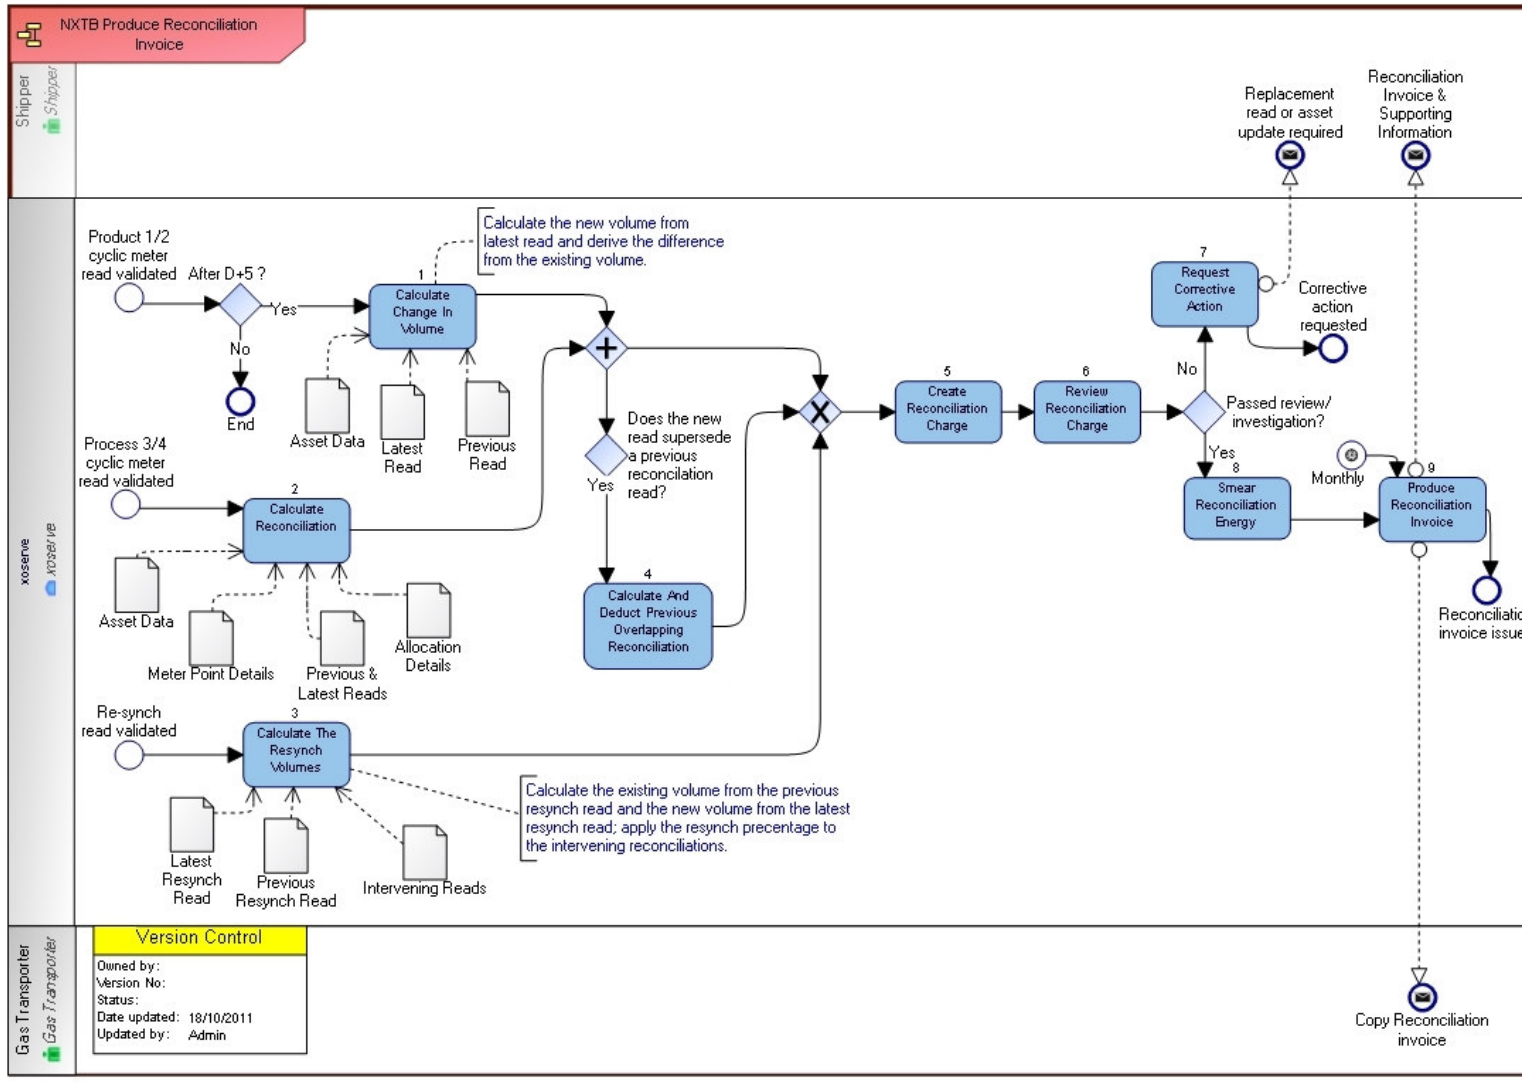 NXTB Produce Reconciliation
Invoice
Shipper
Shipper
Replacement
read or asset
update required
Reconciliation
Invoice &
Supporting
Information
xoserve
xoserve
Product 1/2
cyclic meter
read validated
After D+5 ?
Yes
No
End
1
Calculate
Change In
Volume
Calculate the new volume from
latest read and derive the difference
from the existing volume.
Asset Data
Latest
Read
Previous
Read
Process 3/4
cyclic meter
read validated
2
Calculate
Reconciliation
Asset Data
Meter Point Details
Previous &
Latest Reads
Allocation
Details
Does the new
read supersede
a previous
reconcilation
read?
Yes
4
Calculate And
Deduct Previous
Overlapping
Reconciliation
Re-synch
read validated
3
Calculate The
Resynch
Volumes
Latest
Resynch
Read
Previous
Resynch Read
Intervening Reads
Calculate the existing volume from the previous
resynch read and the new volume from the latest
resynch read; apply the resynch precentage to
the intervening reconciliations.
5
Create
Reconciliation
Charge
6
Review
Reconciliation
Charge
Passed review/
investigation?
No
Yes
7
Request
Corrective
Action
Corrective
action
requested
8
Smear
Reconciliation
Energy
Monthly
9
Produce
Reconciliation
Invoice
Reconciliatio
invoice issue
Gas Transporter
Gas Transporter
Version Control
Owned by:
Version No:
Status:
Date updated: 18/10/2011
Updated by: Admin
Copy Reconciliation
invoice